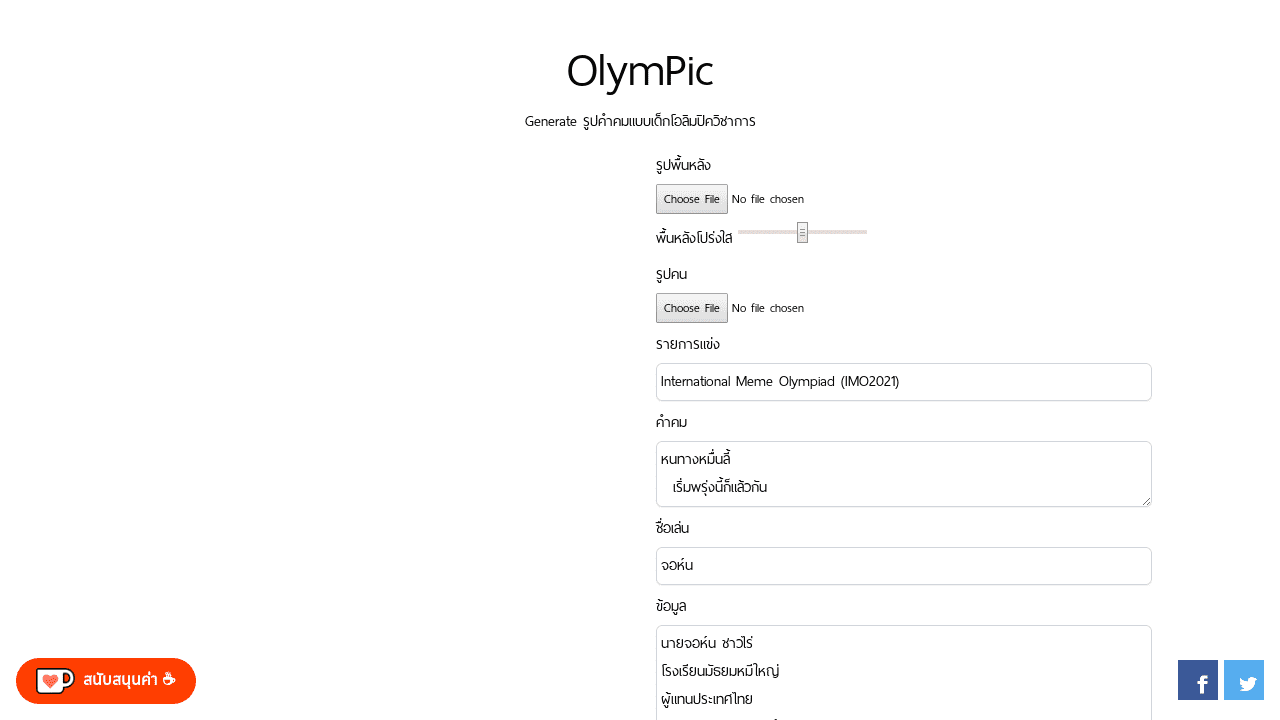 OlymPic
Generate รูปคำคมแบบเด็กโอลิมปิควิชาการ
รูปพื้นหลัง
Choose File No file chosen
พื้นหลังโปร่งใส
รูปคน
Choose File No file chosen
รายการแข่ง
International Meme Olympiad (IMO2021)
คำคม
หนทางหมื่นลี้
เริ่มพรุ่งนี้ก็แล้วกัน
ชื่อเล่น
จอห์น
ข้อมูล
นายจอห์น ชาวไร่
โรงเรียนมัธยมหมีใหญ่
ผู้แทนประเทศไทย
สนับสนุนค่า